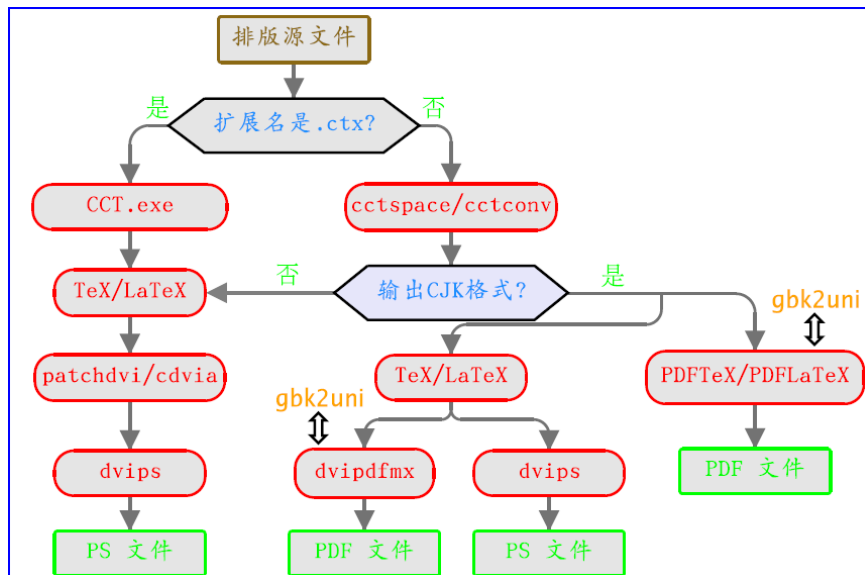 排版源文件
是
否
扩展名是.ctx?
CCT.exe
cctspace/cctconv
否
是
TeX/LaTeX
输出CJK格式?
gbk2uni
patchdvi/cdvia
TeX/LaTeX
PDFTeX/PDFLaTeX
gbk2uni
dvips
dvipdfmx
dvips
PDF 文件
PS 文件
PDF 文件
PS 文件